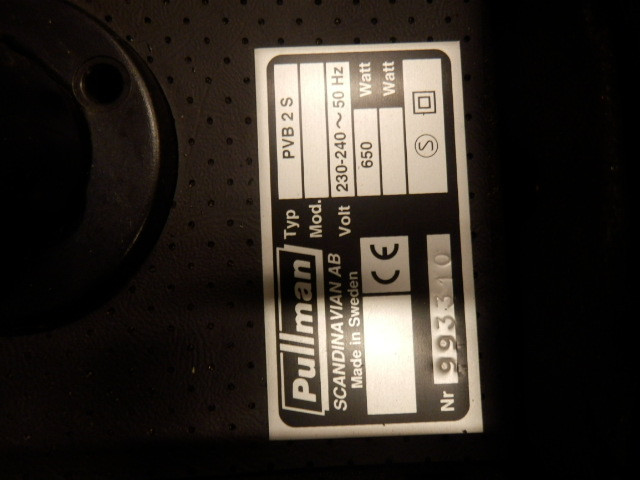 Pullman
SCANDINAVIAN AB
Made in Sweden
CE
Nr 993310
Typ PVB 2 S
Mod.
Volt 230-240 ~ 50 Hz
650 Watt
Watt
S